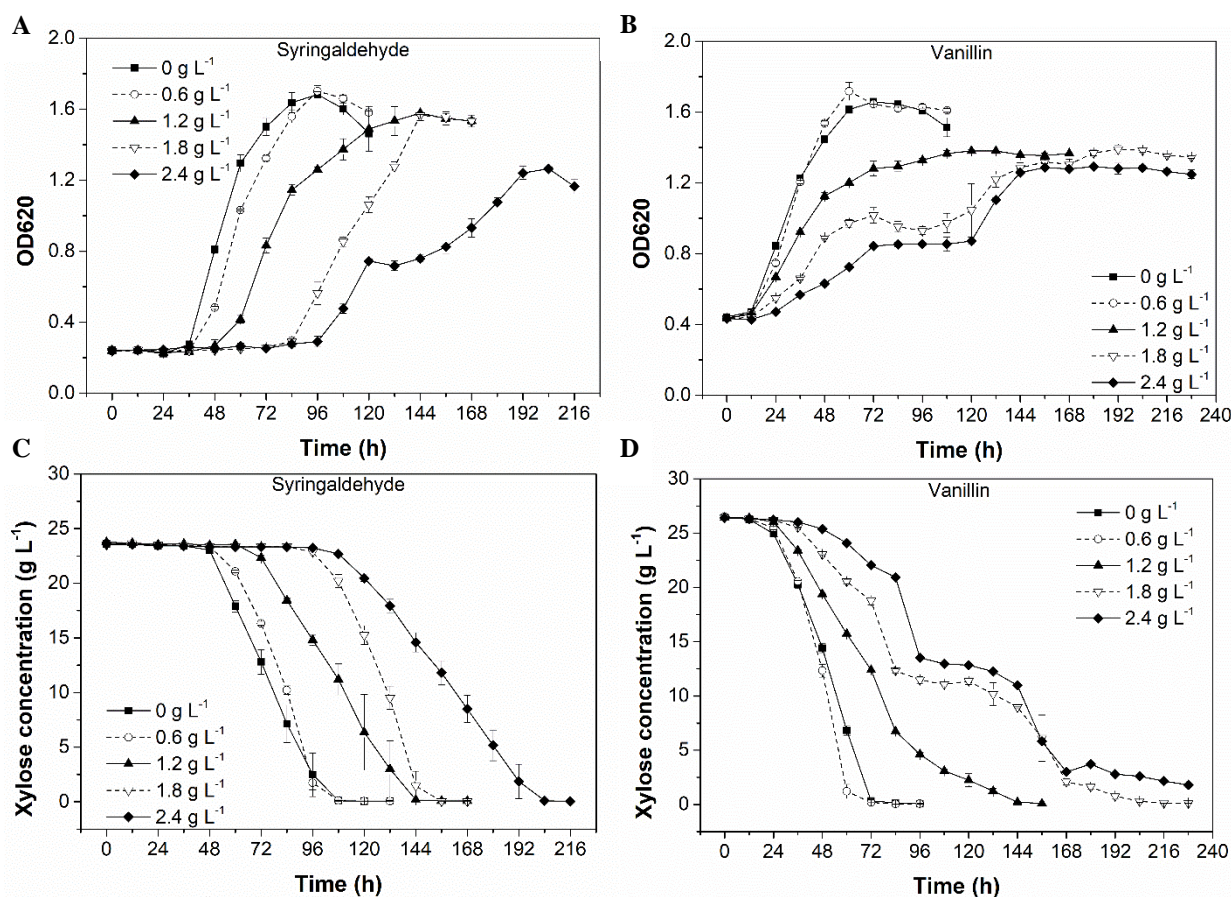 A
Syringaldehyde
0 g L⁻¹
0.6 g L⁻¹
1.2 g L⁻¹
1.8 g L⁻¹
2.4 g L⁻¹
OD620
2.0
1.6
1.2
0.8
0.4
0.0
0 24 48 72 96 120 144 168 192 216
Time (h)
B
Vanillin
OD620
2.0
1.6
1.2
0.8
0.4
0.0
0 g L⁻¹
0.6 g L⁻¹
1.2 g L⁻¹
1.8 g L⁻¹
2.4 g L⁻¹
0 24 48 72 96 120 144 168 192 216 240
Time (h)
C
Syringaldehyde
Xylose concentration (g L⁻¹)
30
25
20
15
10
5
0
0 g L⁻¹
0.6 g L⁻¹
1.2 g L⁻¹
1.8 g L⁻¹
2.4 g L⁻¹
0 24 48 72 96 120 144 168 192 216
Time (h)
D
Vanillin
0 g L⁻¹
0.6 g L⁻¹
1.2 g L⁻¹
1.8 g L⁻¹
2.4 g L⁻¹
Xylose concentration (g L⁻¹)
30
25
20
15
10
5
0
0 24 48 72 96 120 144 168 192 216 240
Time (h)